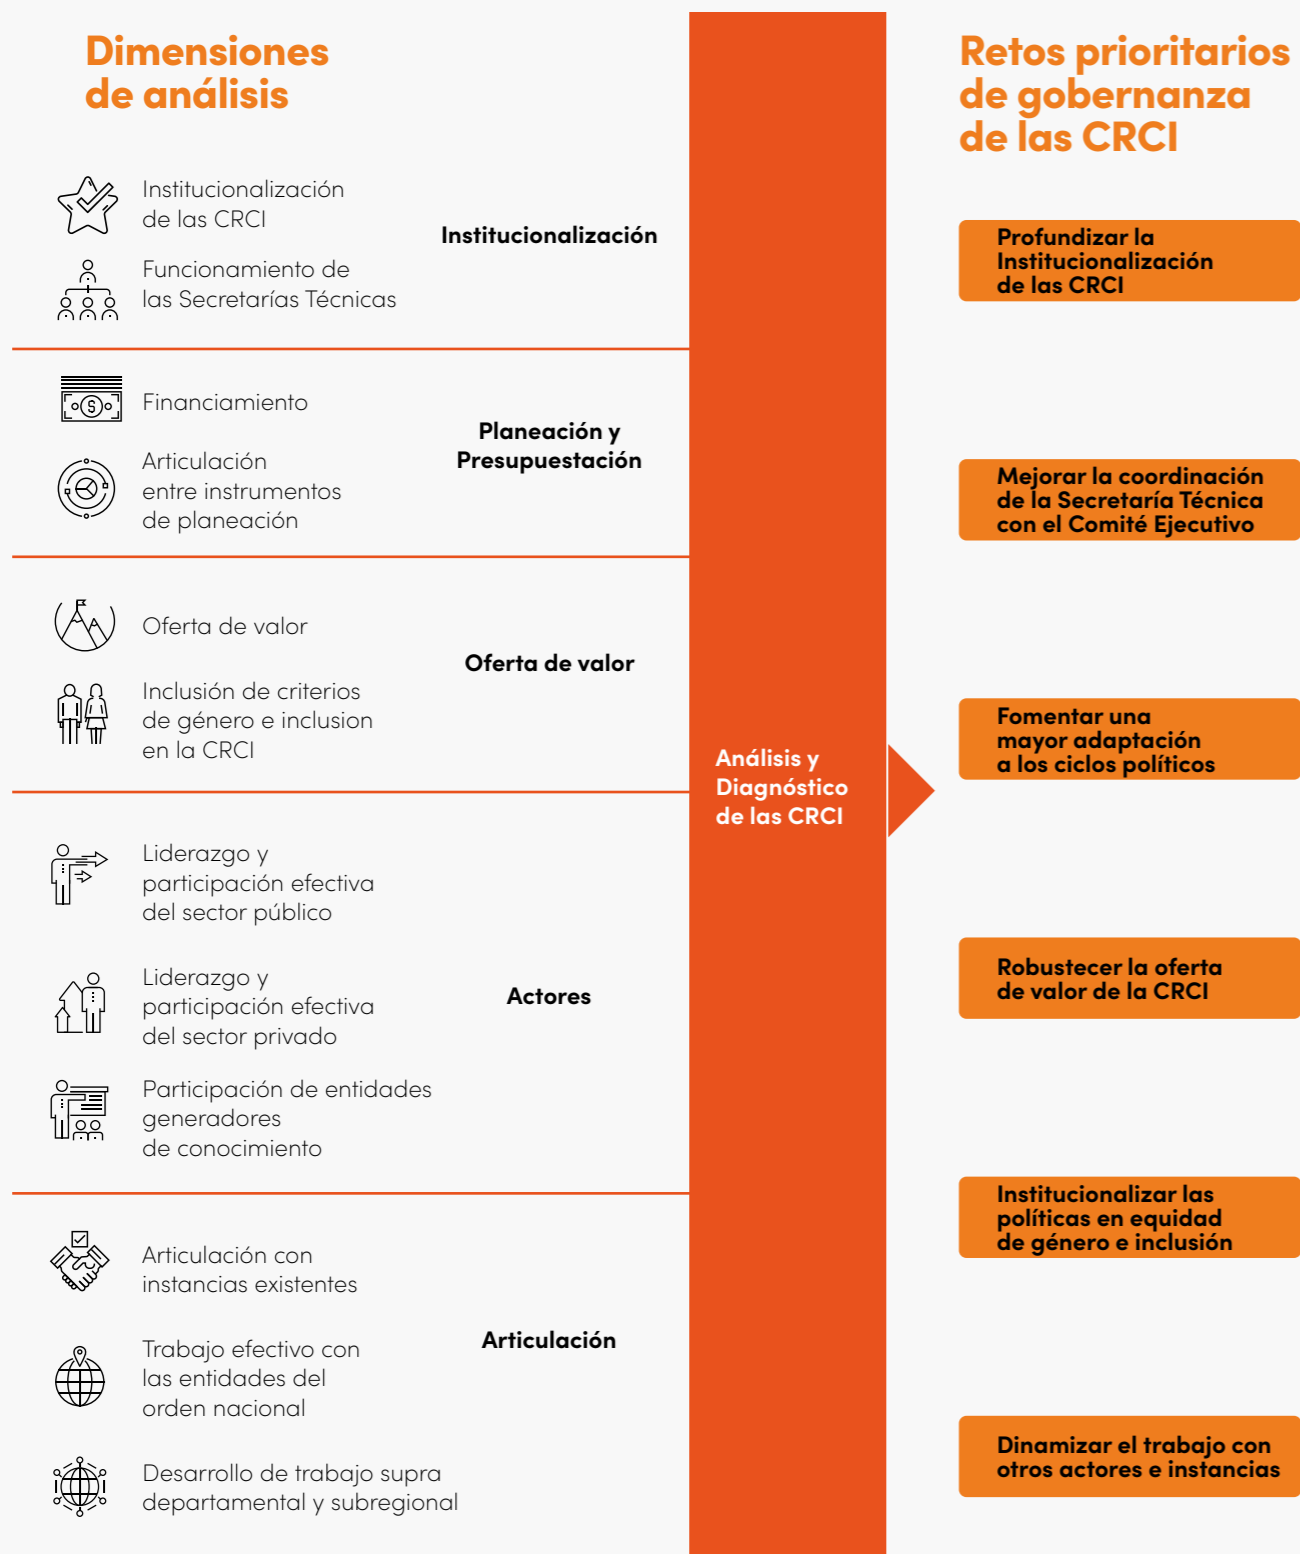 Dimensiones
de análisis
Institucionalización
de las CRCI
Funcionamiento de
las Secretarías Técnicas
Institucionalización
Financiamiento
Articulación
entre instrumentos
de planeación
Planeación y
Presupuestación
Oferta de valor
Inclusión de criterios
de género e inclusion
en la CRCI
Oferta de valor
Liderazgo y
participación efectiva
del sector público
Liderazgo y
participación efectiva
del sector privado
Participación de entidades
generadores
de conocimiento
Actores
Articulación con
instancias existentes
Trabajo efectivo con
las entidades del
orden nacional
Desarrollo de trabajo supra
departamental y subregional
Articulación
Análisis y
Diagnóstico
de las CRCI
Retos prioritarios
de gobernanza
de las CRCI
Profundizar la
Institucionalización
de las CRCI
Mejorar la coordinación
de la Secretaría Técnica
con el Comité Ejecutivo
Fomentar una
mayor adaptación
a los ciclos políticos
Robustecer la oferta
de valor de la CRCI
Institucionalizar las
políticas en equidad
de género e inclusión
Dinamizar el trabajo con
otros actores e instancias